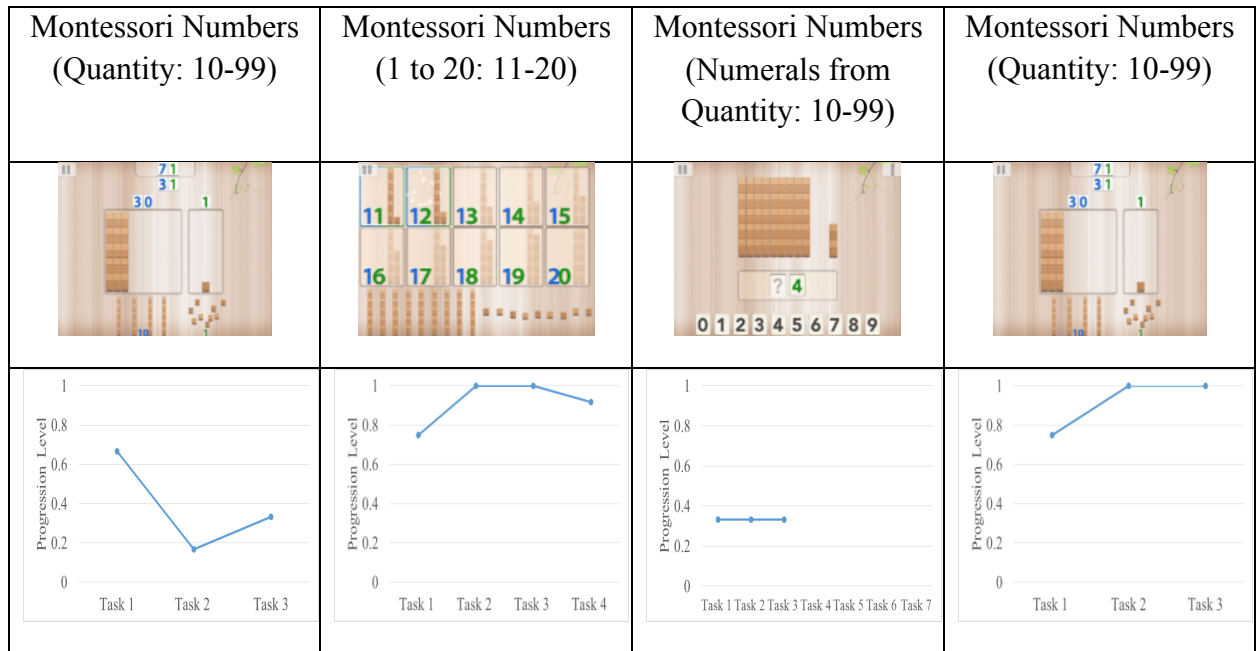 Montessori Numbers
(Quantity: 10-99)
Montessori Numbers
(1 to 20: 11-20)
Montessori Numbers
(Numerals from
Quantity: 10-99)
Montessori Numbers
(Quantity: 10-99)
71
31
30 1
10 1
11 12 13 14 15
16 17 18 19 20
? 4
0 1 2 3 4 5 6 7 8 9
71
31
30 1
10 1
Progression Level
1
0.8
0.6
0.4
0.2
0
Task 1 Task 2 Task 3
Progression Level
1
0.8
0.6
0.4
0.2
0
Task 1 Task 2 Task 3 Task 4
Progression Level
1
0.8
0.6
0.4
0.2
0
Task 1 Task 2 Task 3 Task 4 Task 5 Task 6 Task 7
Progression Level
1
0.8
0.6
0.4
0.2
0
Task 1 Task 2 Task 3